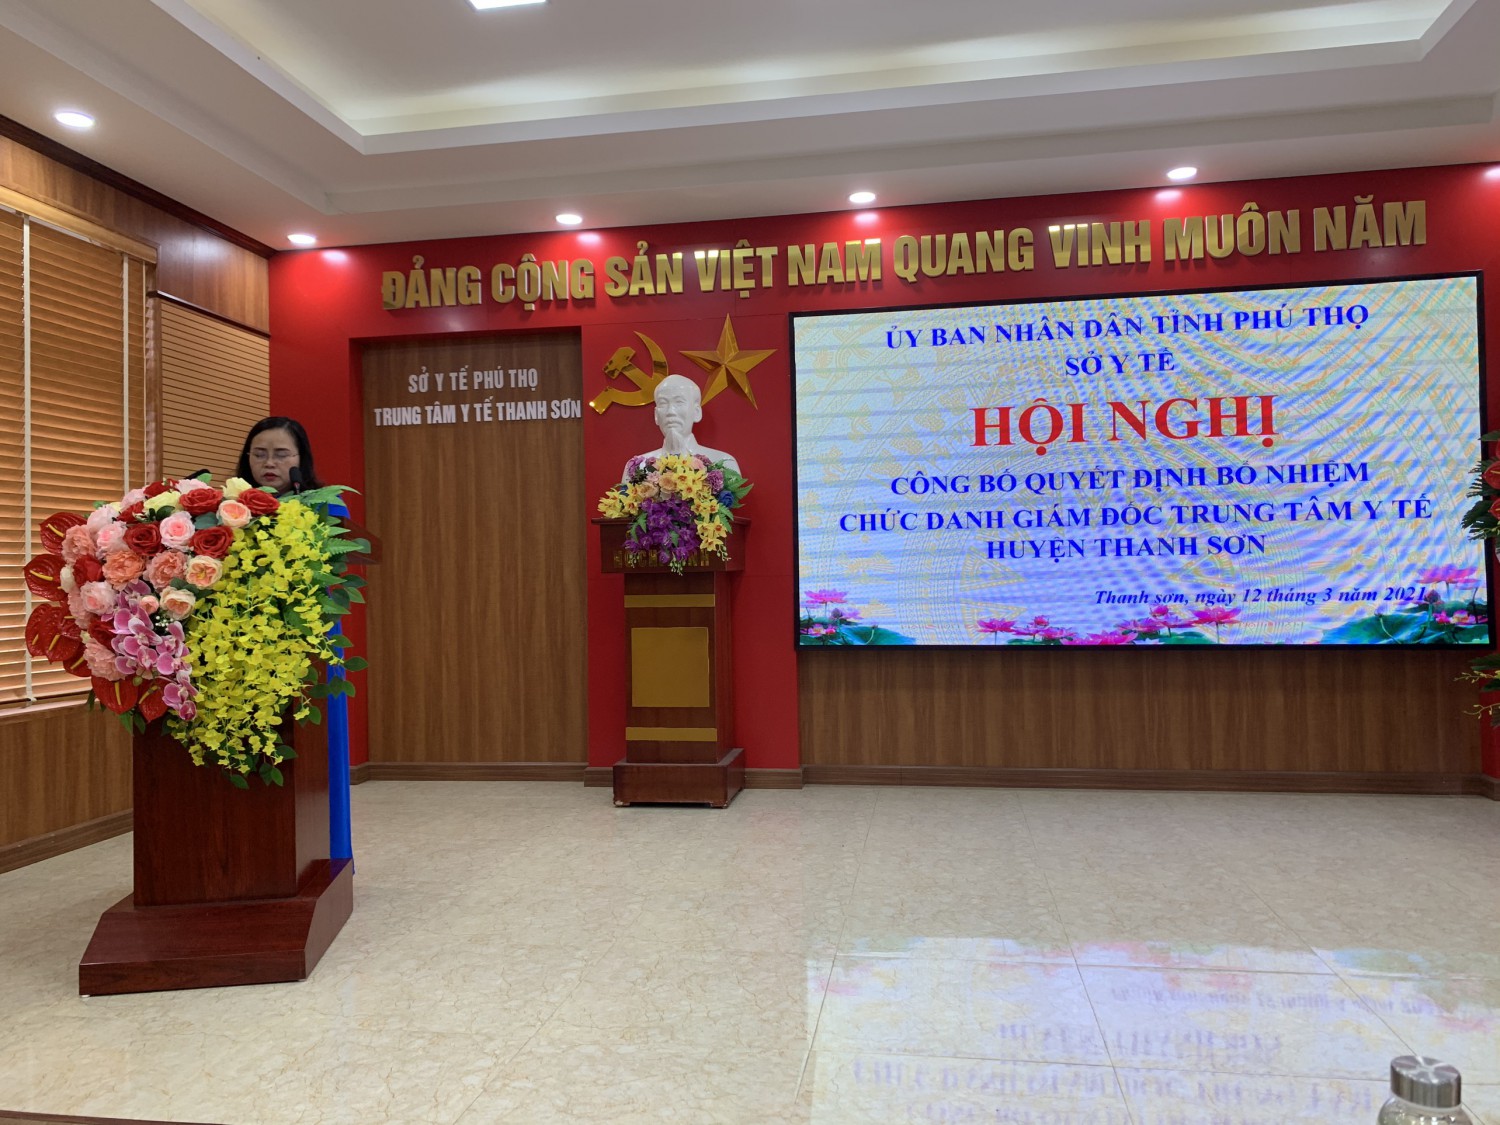 ĐẢNG CỘNG SẢN VIỆT NAM QUANG VINH MUÔN NĂM
SỞ Y TẾ PHÚ THỌ
TRUNG TÂM Y TẾ THANH SƠN
ỦY BAN NHÂN DÂN TỈNH PHÚ THỌ
SỞ Y TẾ
HỘI NGHỊ
CÔNG BỐ QUYẾT ĐỊNH BỔ NHIỆM
CHỨC DANH GIÁM ĐỐC TRUNG TÂM Y TẾ
HUYỆN THANH SƠN
Thanh sơn, ngày 12 tháng 3 năm 2021